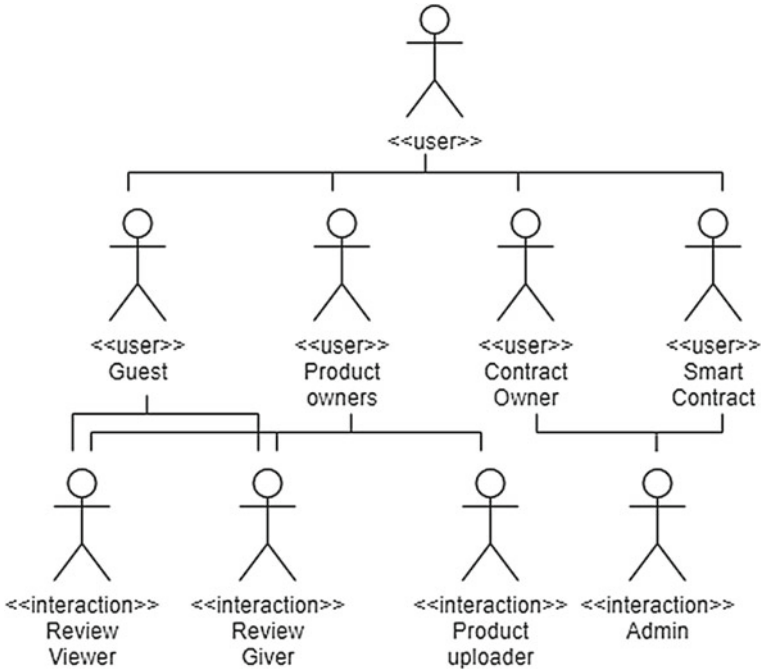 <<user>>
<<user>>
Guest
<<user>>
Product
owners
<<user>>
Contract
Owner
<<user>>
Smart
Contract
<<interaction>>
Review
Viewer
<<interaction>>
Review
Giver
<<interaction>>
Product
uploader
<<interaction>>
Admin